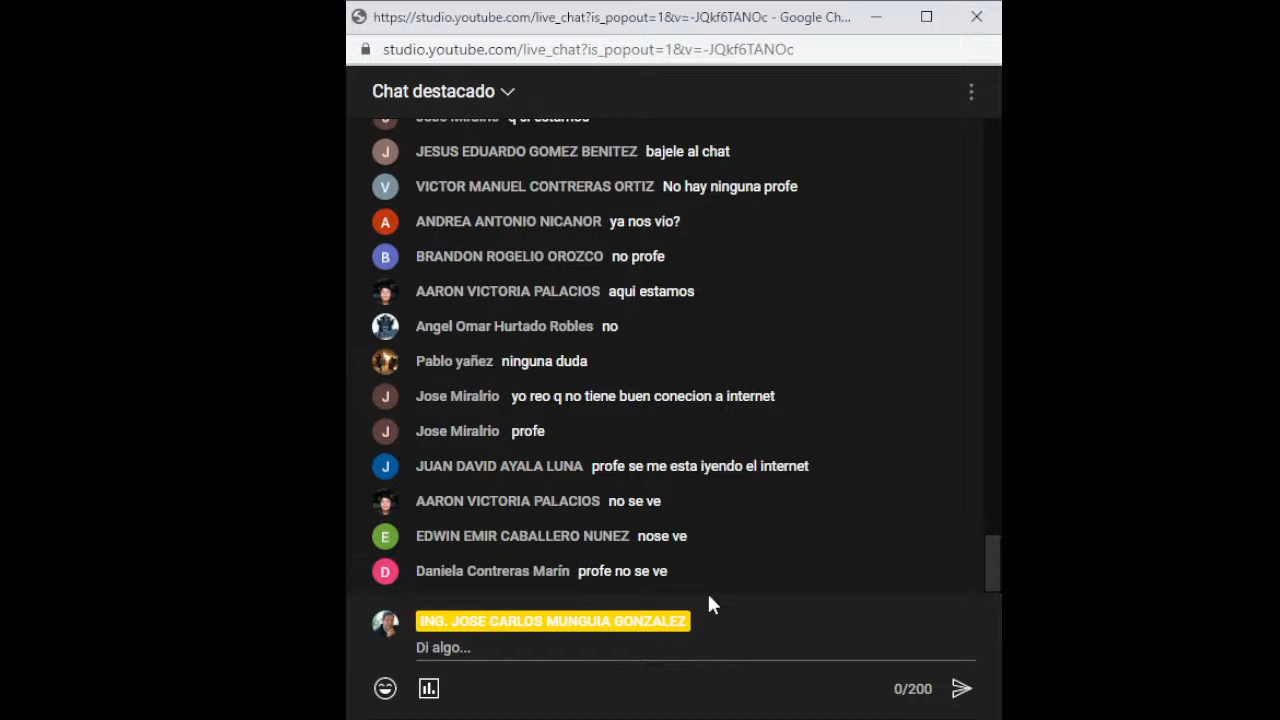 https://studio.youtube.com/live_chat?is_popout=1&v=-JQkf6TANOc - Google Ch...
studio.youtube.com/live_chat?is_popout=1&v=-JQkf6TANOc
Chat destacado
J Jose Miralrio q si estamos
J JESUS EDUARDO GOMEZ BENITEZ bajele al chat
V VICTOR MANUEL CONTRERAS ORTIZ No hay ninguna profe
A ANDREA ANTONIO NICANOR ya nos vio?
B BRANDON ROGELIO OROZCO no profe
AARON VICTORIA PALACIOS aqui estamos
Angel Omar Hurtado Robles no
Pablo yañez ninguna duda
J Jose Miralrio yo reo q no tiene buen conecion a internet
J Jose Miralrio profe
J JUAN DAVID AYALA LUNA profe se me esta iyendo el internet
AARON VICTORIA PALACIOS no se ve
E EDWIN EMIR CABALLERO NUNEZ nose ve
D Daniela Contreras Marín profe no se ve
ING. JOSE CARLOS MUNGUIA GONZALEZ
Di algo...
0/200